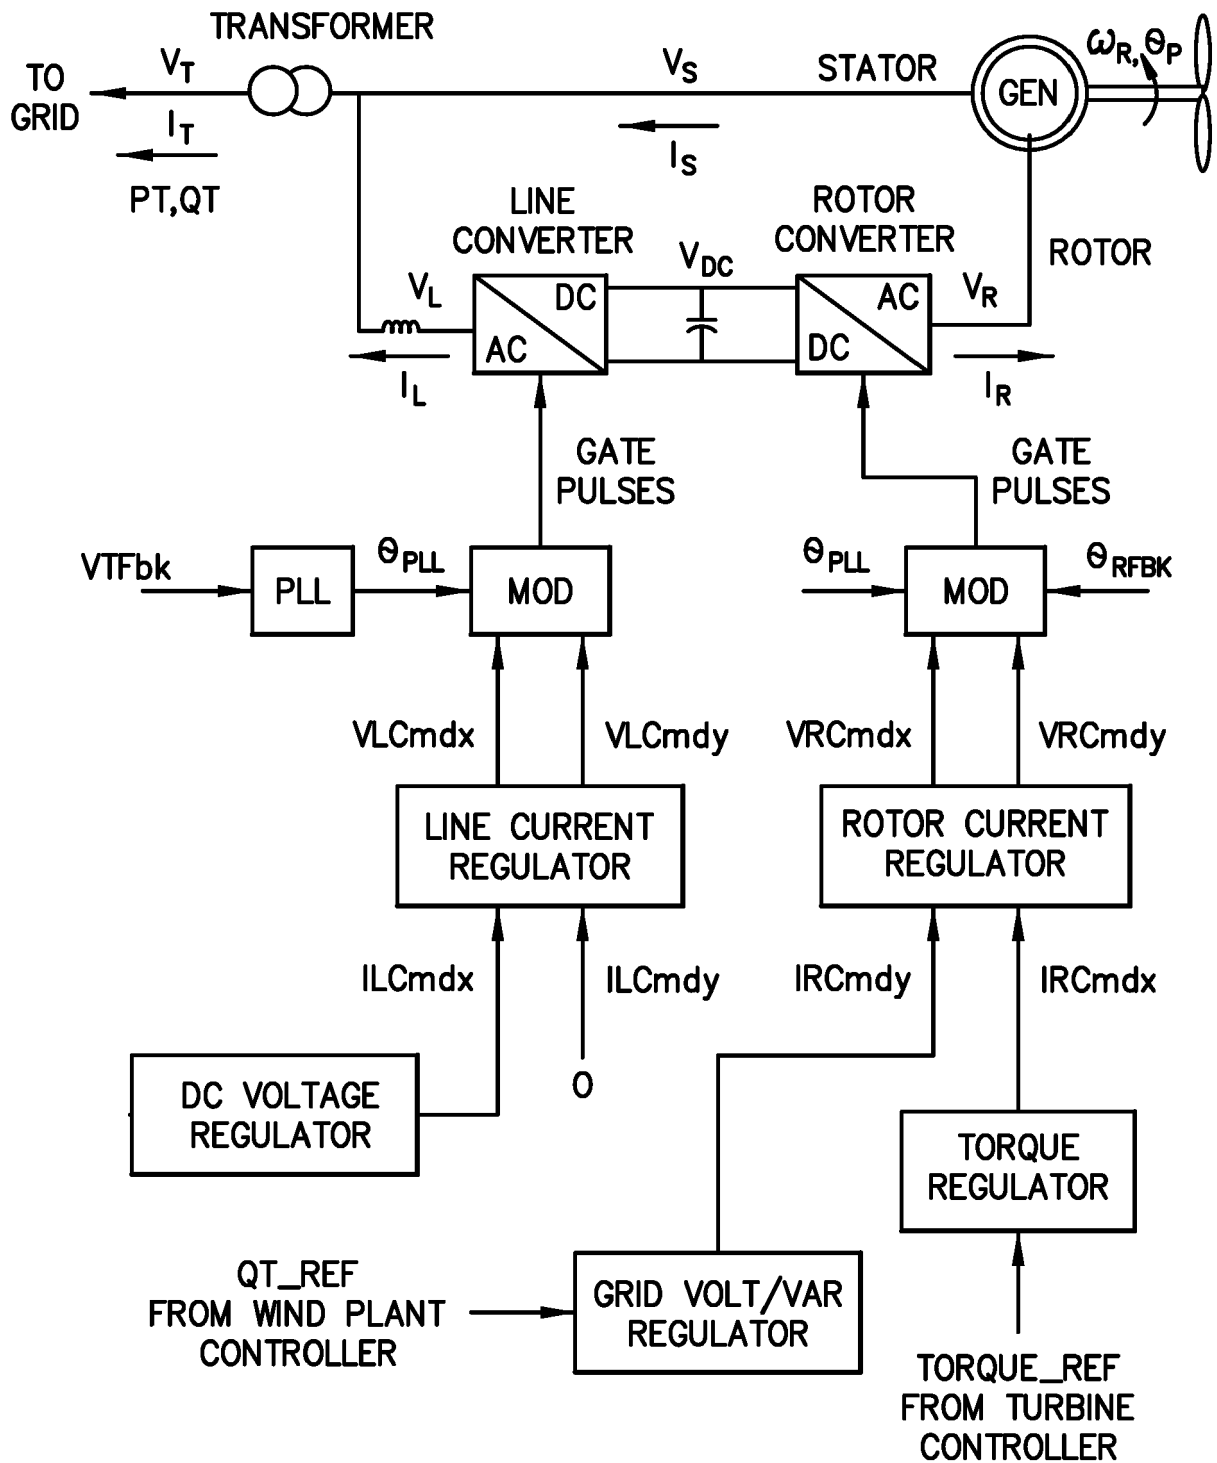 TRANSFORMER
TO
GRID
V_T
I_T
PT,QT
V_S
I_S
STATOR
GEN
ω_R, Θ_P
LINE
CONVERTER
ROTOR
CONVERTER
ROTOR
V_DC
V_L
DC
AC
AC
DC
V_R
I_L
I_R
GATE
PULSES
GATE
PULSES
VTFbk
PLL
Θ_PLL
MOD
Θ_PLL
MOD
Θ_RFBK
VLCmdx
VLCmdy
VRCmdx
VRCmdy
LINE CURRENT
REGULATOR
ROTOR CURRENT
REGULATOR
ILCmdx
ILCmdy
IRCmdy
IRCmdx
DC VOLTAGE
REGULATOR
0
TORQUE
REGULATOR
QT_REF
FROM WIND PLANT
CONTROLLER
GRID VOLT/VAR
REGULATOR
TORQUE_REF
FROM TURBINE
CONTROLLER